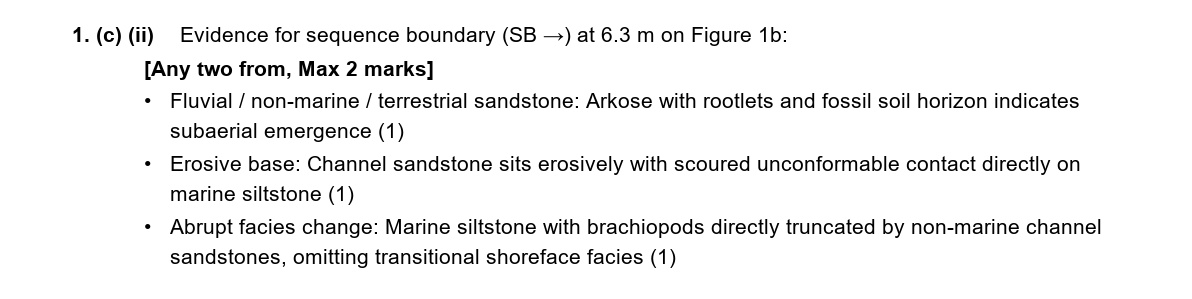 1. (c) (ii) Evidence for sequence boundary (SB →) at 6.3 m on Figure 1b:
[Any two from, Max 2 marks]
• Fluvial / non-marine / terrestrial sandstone: Arkose with rootlets and fossil soil horizon indicates
subaerial emergence (1)
• Erosive base: Channel sandstone sits erosively with scoured unconformable contact directly on
marine siltstone (1)
• Abrupt facies change: Marine siltstone with brachiopods directly truncated by non-marine channel
sandstones, omitting transitional shoreface facies (1)